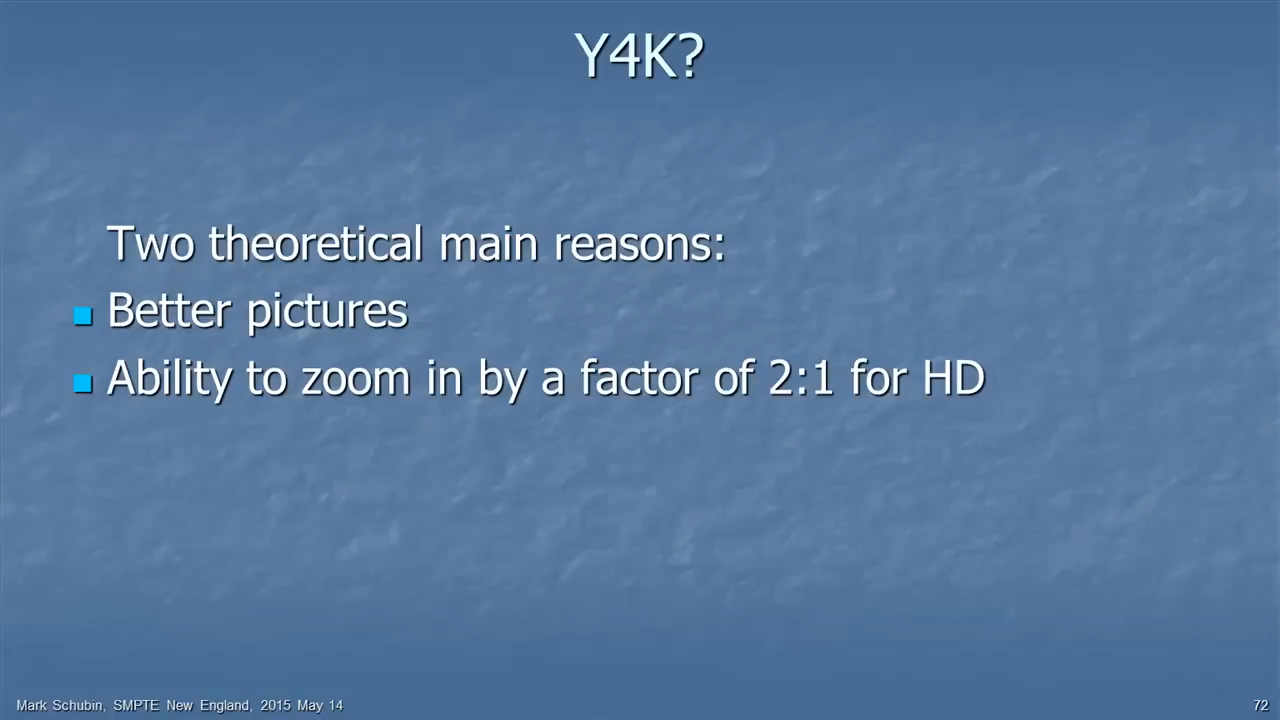 Y4K?
Two theoretical main reasons:
Better pictures
Ability to zoom in by a factor of 2:1 for HD
Mark Schubin, SMPTE New England, 2015 May 14
72